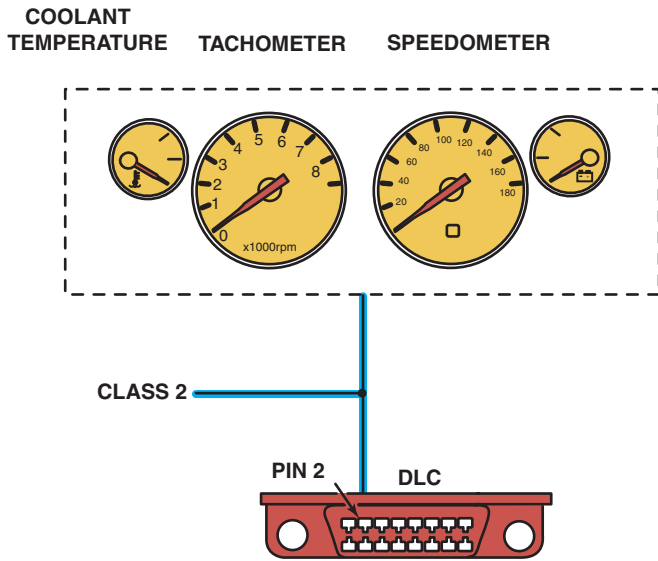 COOLANT
TEMPERATURE TACHOMETER SPEEDOMETER
0 1 2 3 4 5 6 7 8
x1000rpm
20 40 60 80 100 120 140 160 180
CLASS 2
PIN 2 DLC